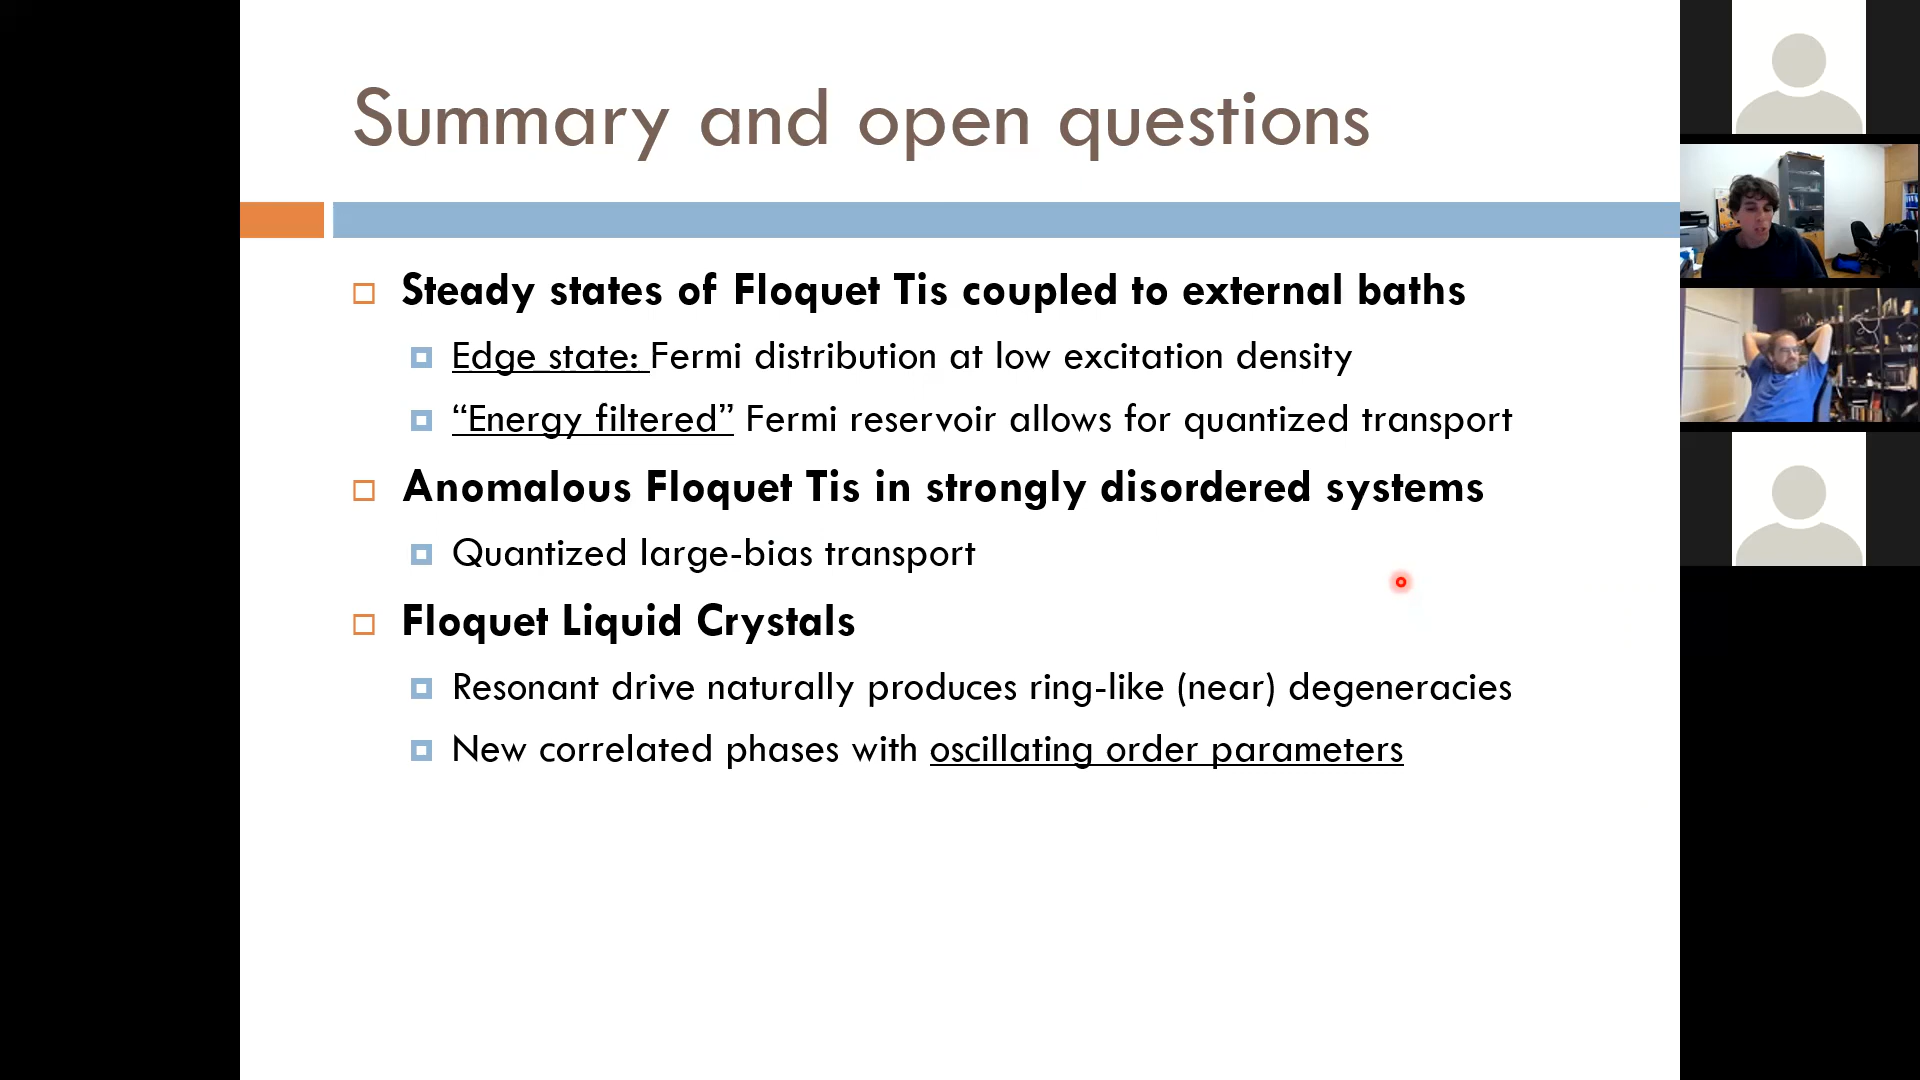 Summary and open questions
Steady states of Floquet Tis coupled to external baths
Edge state: Fermi distribution at low excitation density
“Energy filtered” Fermi reservoir allows for quantized transport
Anomalous Floquet Tis in strongly disordered systems
Quantized large-bias transport
Floquet Liquid Crystals
Resonant drive naturally produces ring-like (near) degeneracies
New correlated phases with oscillating order parameters